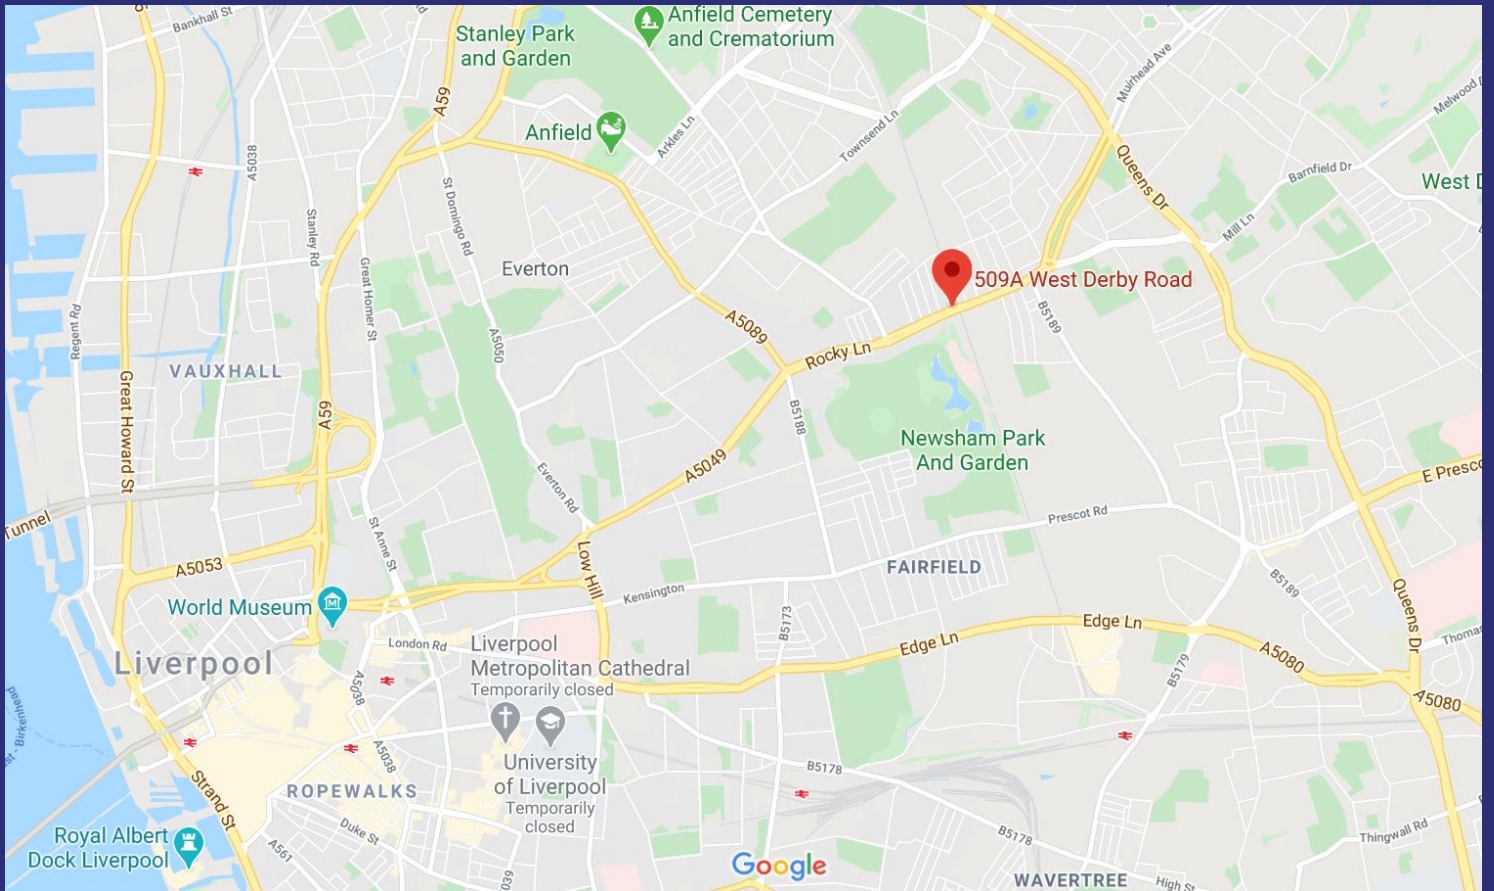 Bankhall St
Stanley Park
and Garden
Anfield Cemetery
and Crematorium
Muirhead Ave
A59
Anfield
Arkles Ln
Townsend Ln
Melwood
Queens Dr
Barnfield Dr
West D
A5038
St Domingo Rd
Stanley Rd
Mill Ln
Everton
509A West Derby Road
Great Homer St
Regent Rd
A5050
A5089
B5189
Rocky Ln
VAUXHALL
Great Howard St
A59
B5188
Newsham Park
And Garden
A5049
E Presco
Everton Rd
Tunnel
St Anne St
Prescot Rd
Low Hill
A5053
FAIRFIELD
B5189
World Museum
Kensington
Queens Dr
B5173
Edge Ln
Edge Ln
Thomas
London Rd
Liverpool
Metropolitan Cathedral
Temporarily closed
Liverpool
A5080
B5179
A5038
A5080
st - Birkenhead
A5038
University
of Liverpool
Temporarily
closed
B5178
Strand St
ROPEWALKS
Duke St
Royal Albert
Dock Liverpool
A561
B5178
Thingwall Rd
Google
WAVERTREE
High St
039